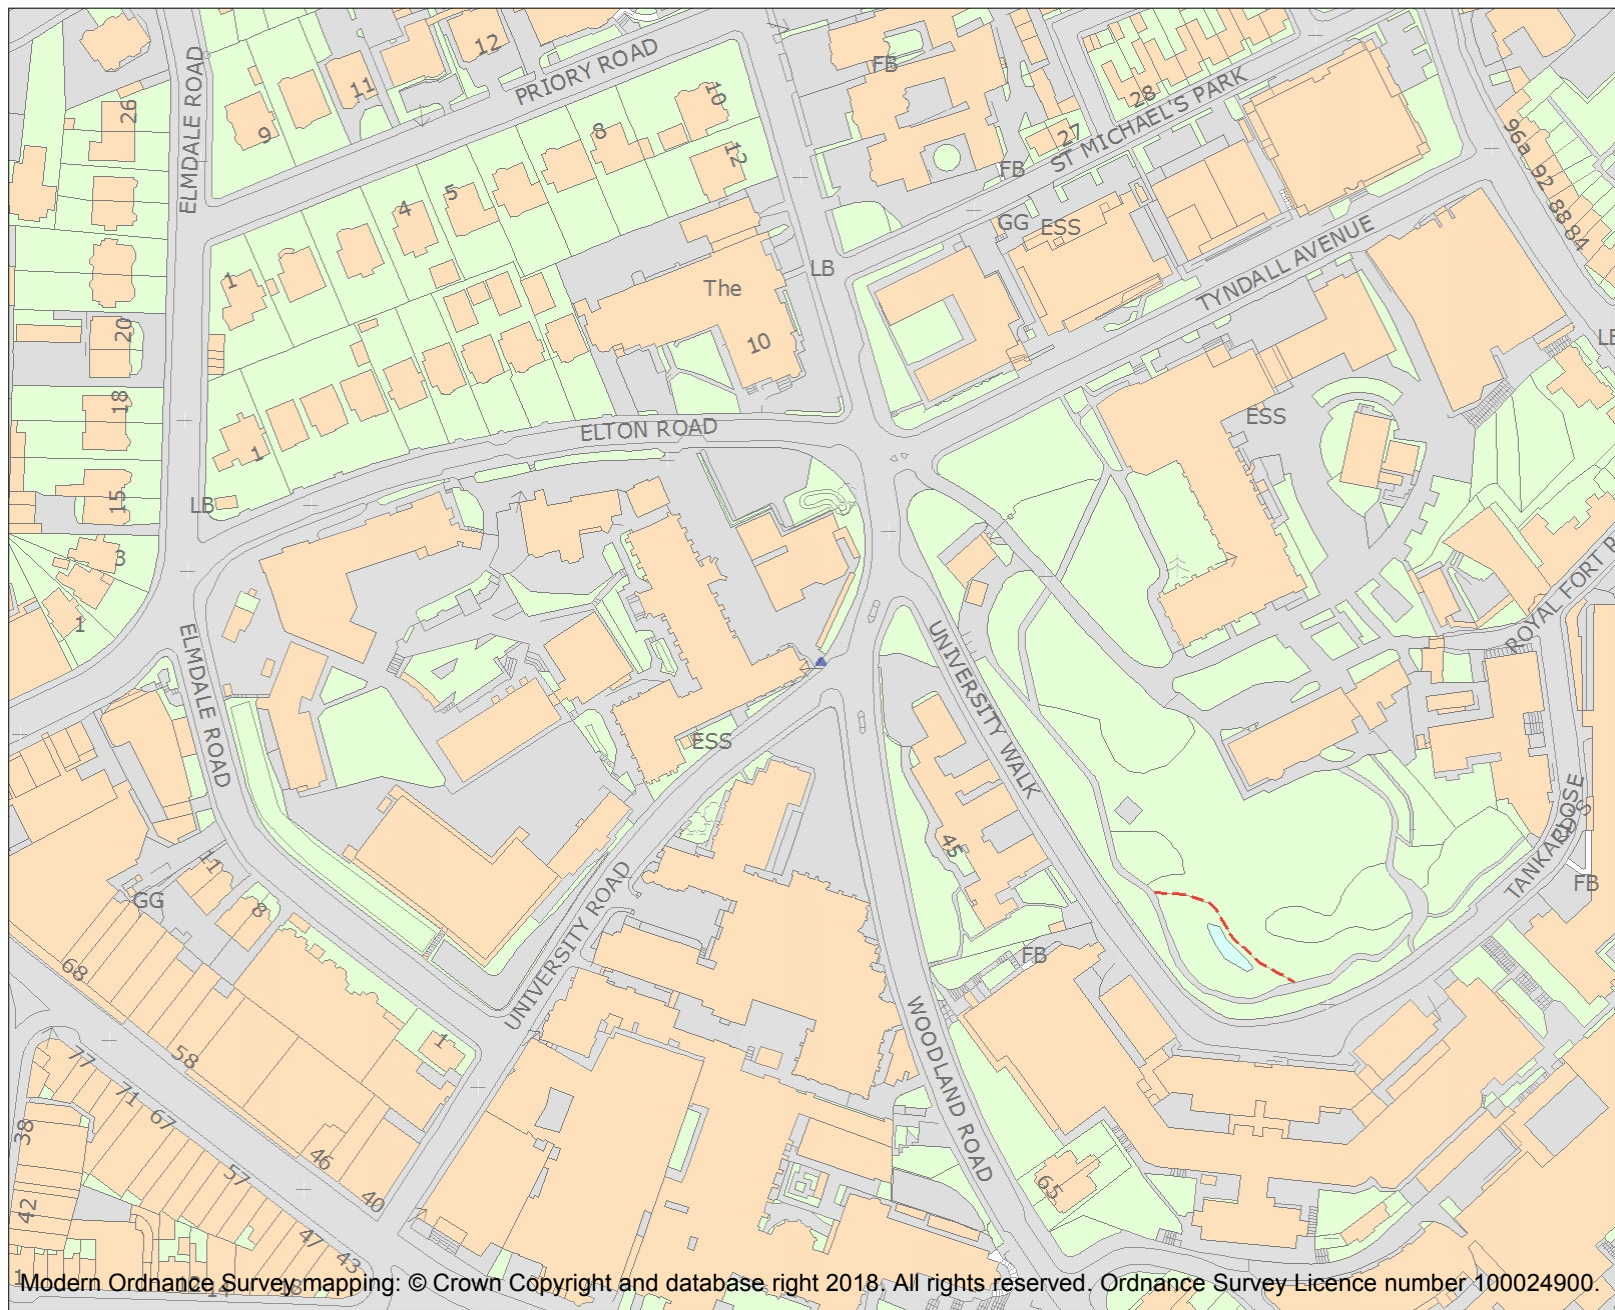 ELMDALE ROAD
26
9
11
12
PRIORY ROAD
10
8
12
5
4
1
FB
28
27
ST MICHAEL'S PARK
FB
GG
ESS
96a
92
88
84
TYNDALL AVENUE
LB
The
10
20
18
15
LB
1
ELTON ROAD
ESS
3
1
ELMDALE ROAD
ROYAL FORT R
UNIVERSITY WALK
ESS
45
TANKARD'S
CLOSE
FB
11
8
GG
68
UNIVERSITY ROAD
FB
WOODLAND ROAD
1
77
58
71
67
38
46
57
40
42
47
43
65
Modern Ordnance Survey mapping: © Crown Copyright and database right 2018. All rights reserved. Ordnance Survey Licence number 100024900.